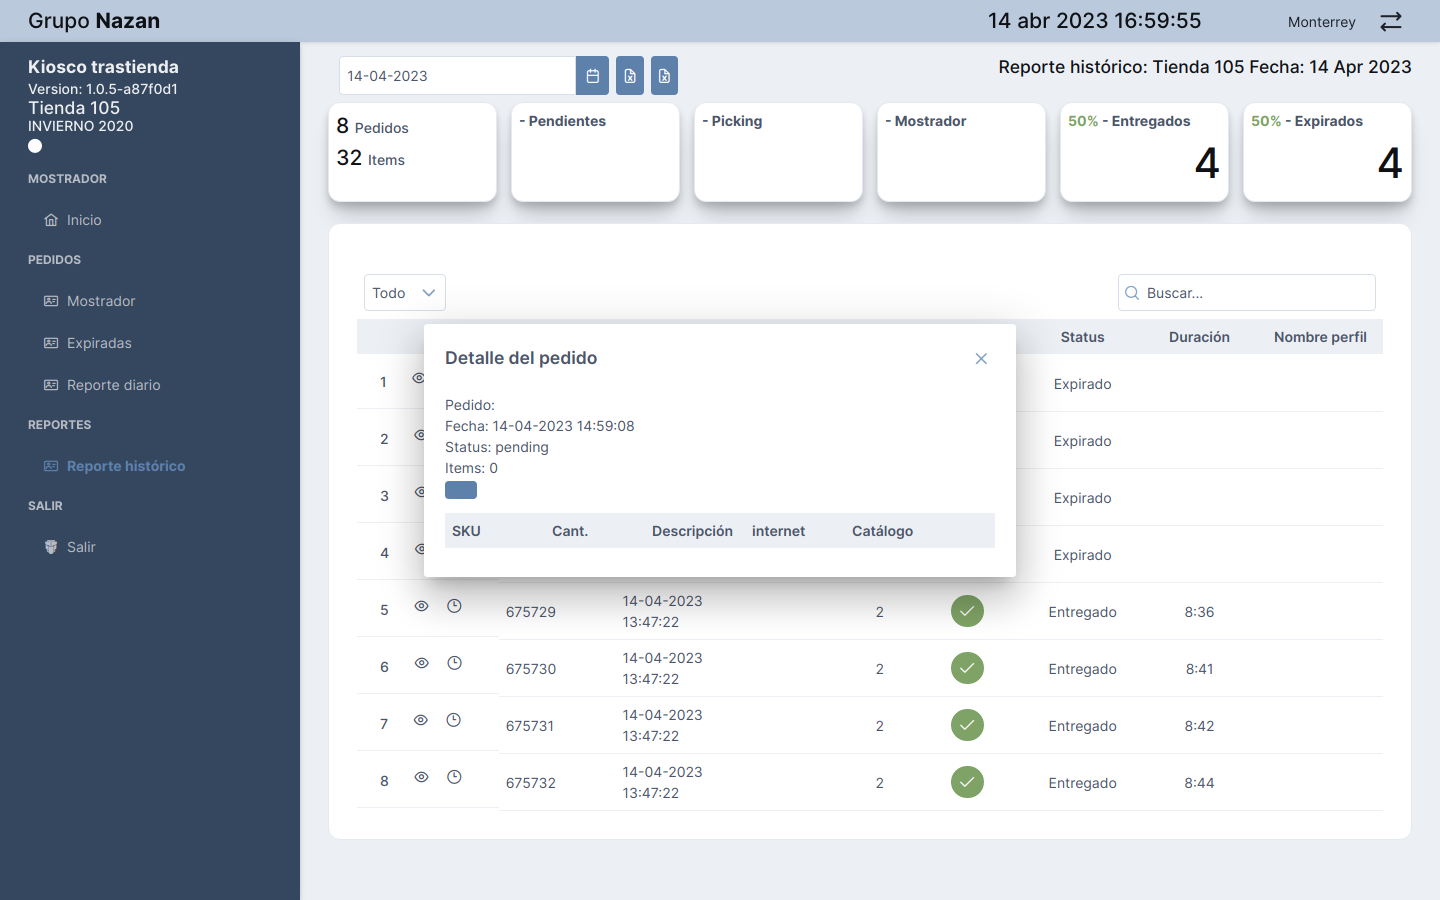 Grupo Nazan
14 abr 2023 16:59:55
Monterrey
Kiosco trastienda
Version: 1.0.5-a87f0d1
Tienda 105
INVIERNO 2020
MOSTRADOR
Inicio
PEDIDOS
Mostrador
Expiradas
Reporte diario
REPORTES
Reporte histórico
SALIR
Salir
14-04-2023
Reporte histórico: Tienda 105 Fecha: 14 Apr 2023
8 Pedidos
32 Items
- Pendientes
- Picking
- Mostrador
50% - Entregados
4
50% - Expirados
4
Todo
Buscar...
Status Duración Nombre perfil
1 Expirado
2 Expirado
3 Expirado
4 Expirado
Detalle del pedido
Pedido:
Fecha: 14-04-2023 14:59:08
Status: pending
Items: 0
SKU Cant. Descripción internet Catálogo
5 675729 14-04-2023 13:47:22 2 Entregado 8:36
6 675730 14-04-2023 13:47:22 2 Entregado 8:41
7 675731 14-04-2023 13:47:22 2 Entregado 8:42
8 675732 14-04-2023 13:47:22 2 Entregado 8:44